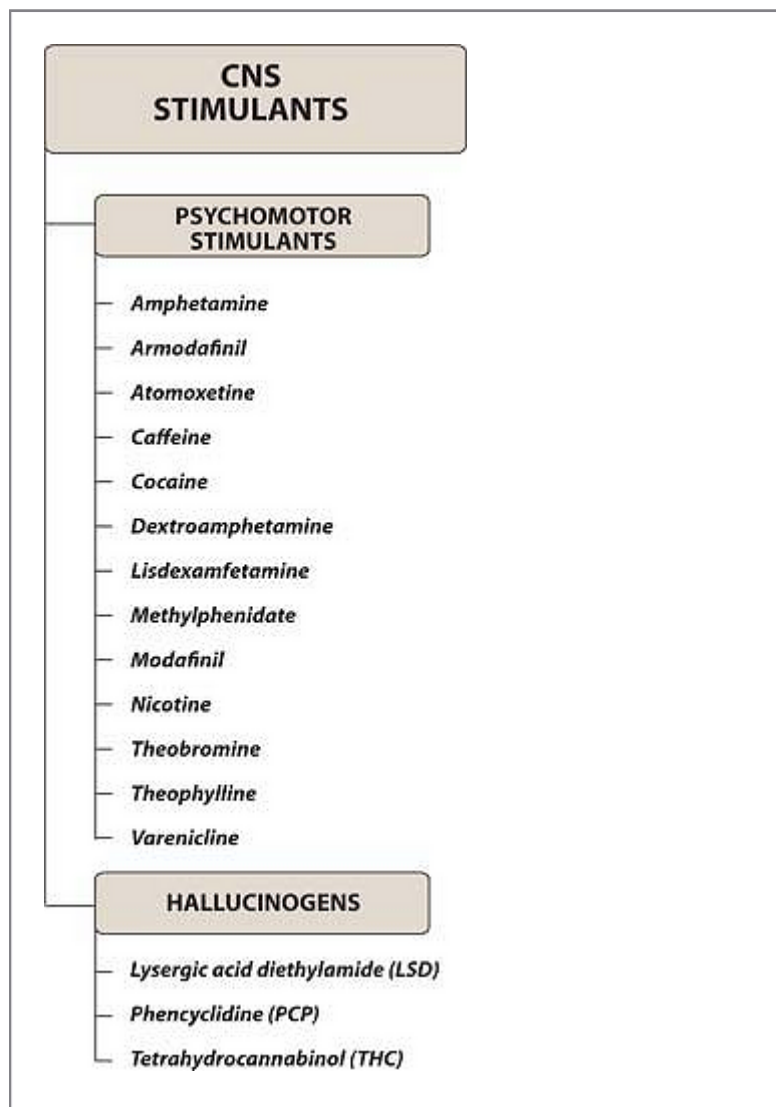 CNS
STIMULANTS
PSYCHOMOTOR
STIMULANTS
Amphetamine
Armodafinil
Atomoxetine
Caffeine
Cocaine
Dextroamphetamine
Lisdexamfetamine
Methylphenidate
Modafinil
Nicotine
Theobromine
Theophylline
Varenicline
HALLUCINOGENS
Lysergic acid diethylamide (LSD)
Phencyclidine (PCP)
Tetrahydrocannabinol (THC)